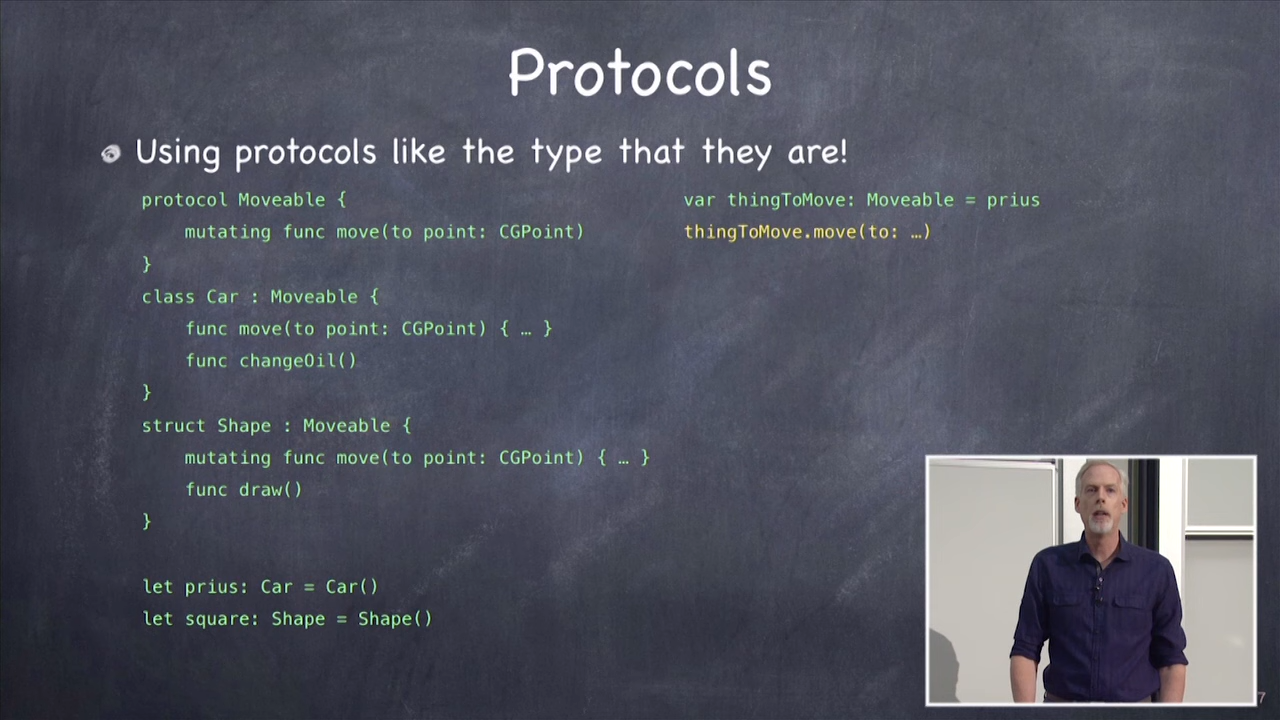 Protocols
Using protocols like the type that they are!
protocol Moveable {
    mutating func move(to point: CGPoint)
}
class Car : Moveable {
    func move(to point: CGPoint) { … }
    func changeOil()
}
struct Shape : Moveable {
    mutating func move(to point: CGPoint) { … }
    func draw()
}
let prius: Car = Car()
let square: Shape = Shape()
var thingToMove: Moveable = prius
thingToMove.move(to: …)